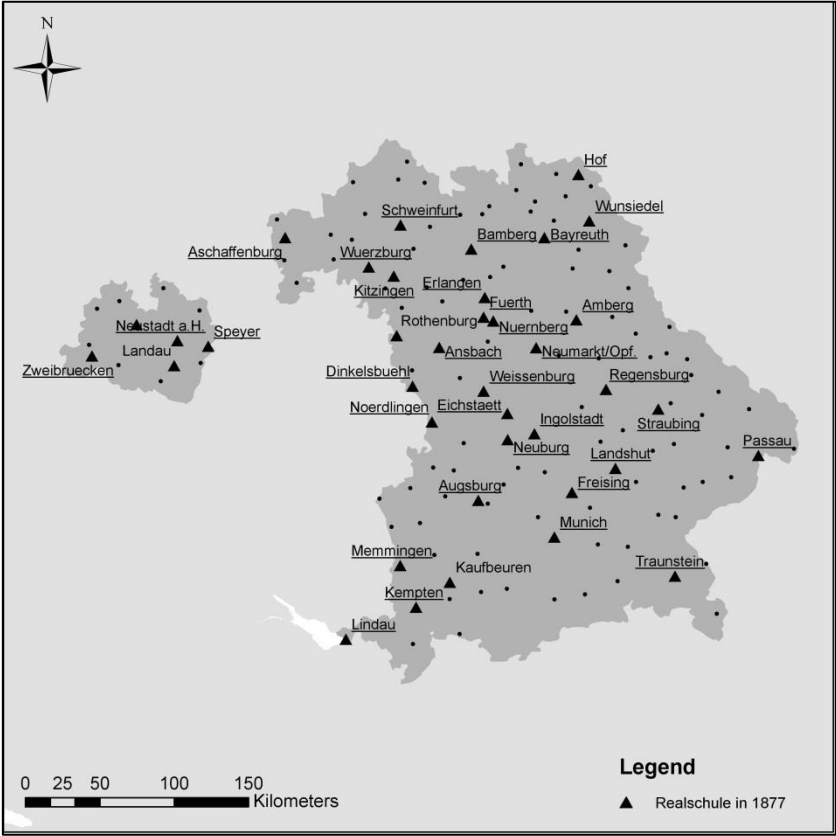 N
Hof
Wunsiedel
Schweinfurt
Bamberg
Bayreuth
Aschaffenburg
Wuerzburg
Kitzingen
Erlangen
Fuerth
Amberg
Rothenburg
Nuernberg
Neustadt a.H.
Speyer
Landau
Zweibruecken
Ansbach
Neumarkt/Opf.
Dinkelsbuehl
Weissenburg
Regensburg
Noerdlingen
Eichstaett
Ingolstadt
Straubing
Neuburg
Landshut
Passau
Augsburg
Freising
Munich
Memmingen
Kaufbeuren
Traunstein
Kempten
Lindau
Legend
Realschule in 1877
0 25 50 100 150
Kilometers